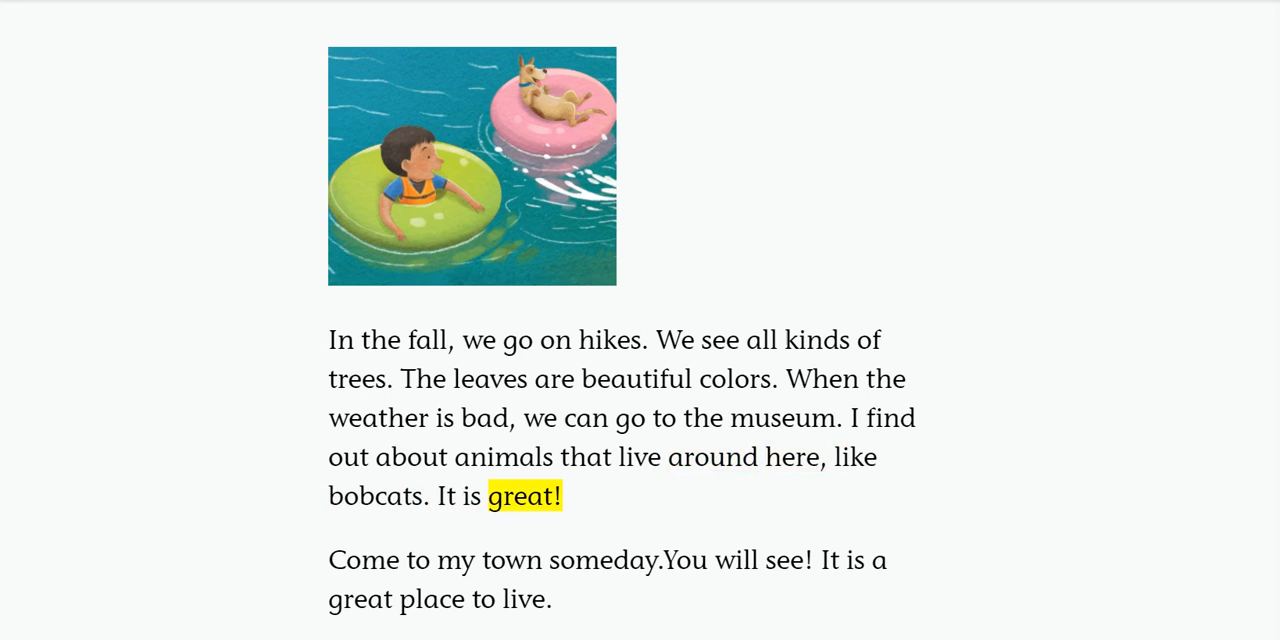 In the fall, we go on hikes. We see all kinds of
trees. The leaves are beautiful colors. When the
weather is bad, we can go to the museum. I find
out about animals that live around here, like
bobcats. It is great!
Come to my town someday.You will see! It is a
great place to live.